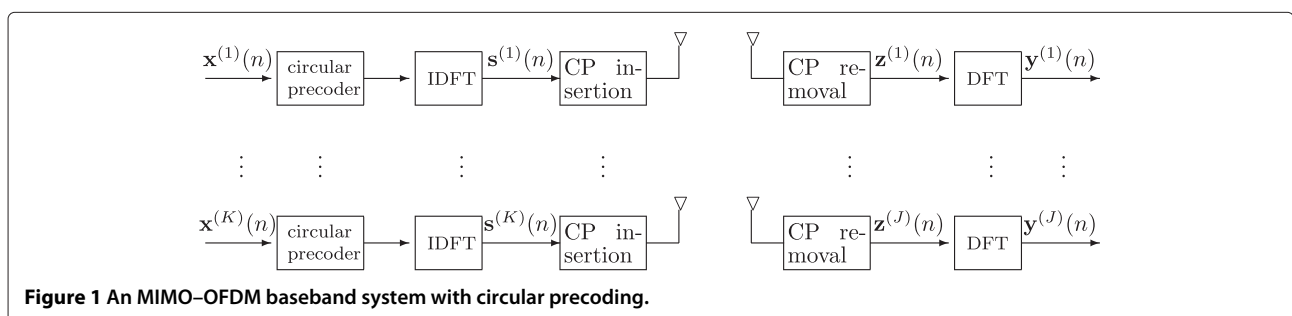 x^(1)(n) circular precoder IDFT s^(1)(n) CP in-sertion CP re-moval z^(1)(n) DFT y^(1)(n)
x^(K)(n) circular precoder IDFT s^(K)(n) CP in-sertion CP re-moval z^(J)(n) DFT y^(J)(n)
Figure 1 An MIMO–OFDM baseband system with circular precoding.